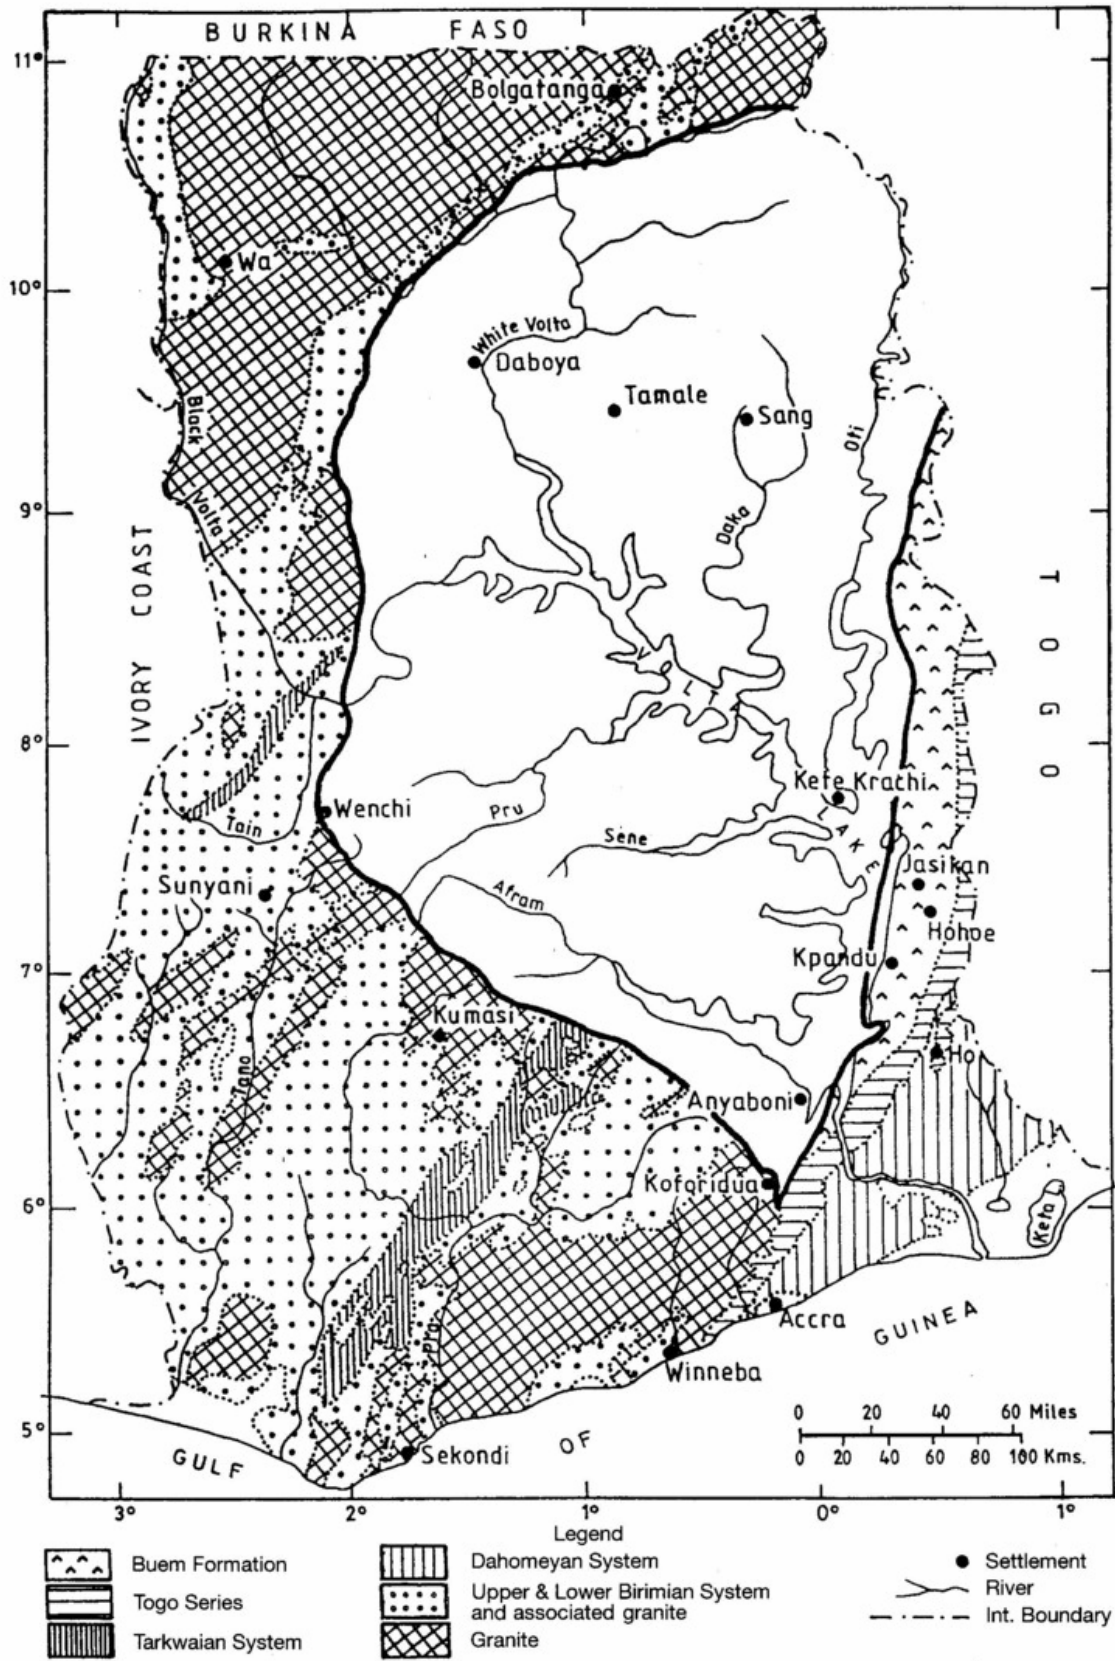 BURKINA FASO
11°
Bolgatanga
Wa
10°
White Volta
Daboya
Tamale
Sang
Black
Volta
Oti
Daka
9°
IVORY COAST
TOGO
VOLT
LAKE
8°
Kete Krachi
Wenchi
Pru
Tain
Sene
Jasikan
Sunyani
Afram
Hohoe
Kpandu
7°
Kumasi
Tano
Ho
Anyaboni
Koforidua
6°
Keta
Pra
Accra
GUINEA
Winneba
0 20 40 60 Miles
5°
OF
0 20 40 60 80 100 Kms.
GULF
Sekondi
3° 2° 1° 0° 1°
Legend
Buem Formation
Togo Series
Tarkwaian System
Dahomeyan System
Upper & Lower Birimian System
and associated granite
Granite
Settlement
River
Int. Boundary